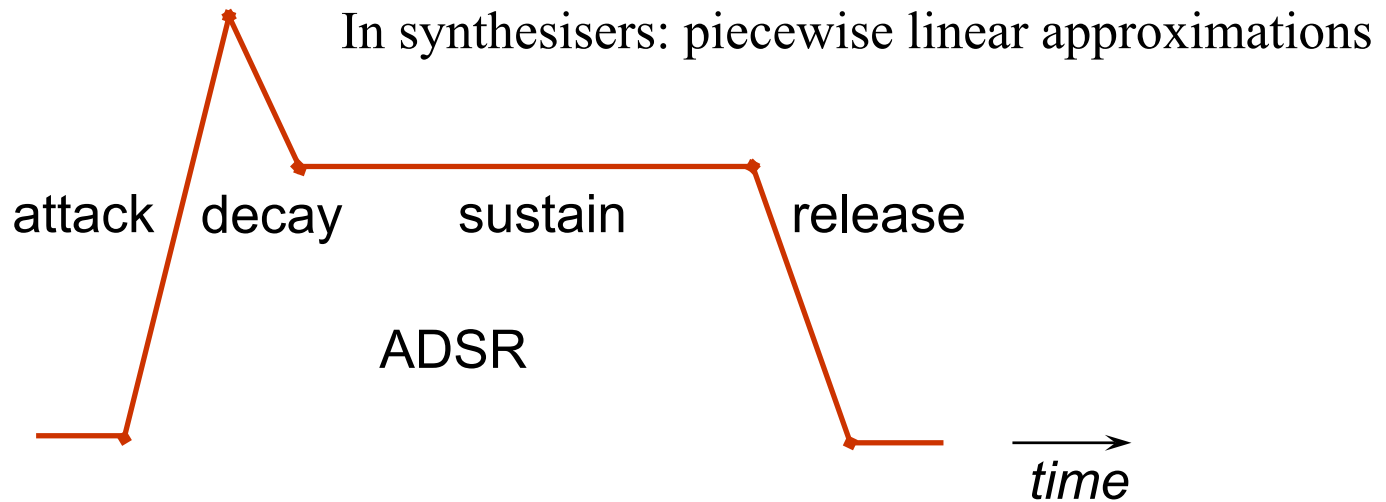 In synthesisers: piecewise linear approximations
attack decay sustain release
ADSR
time